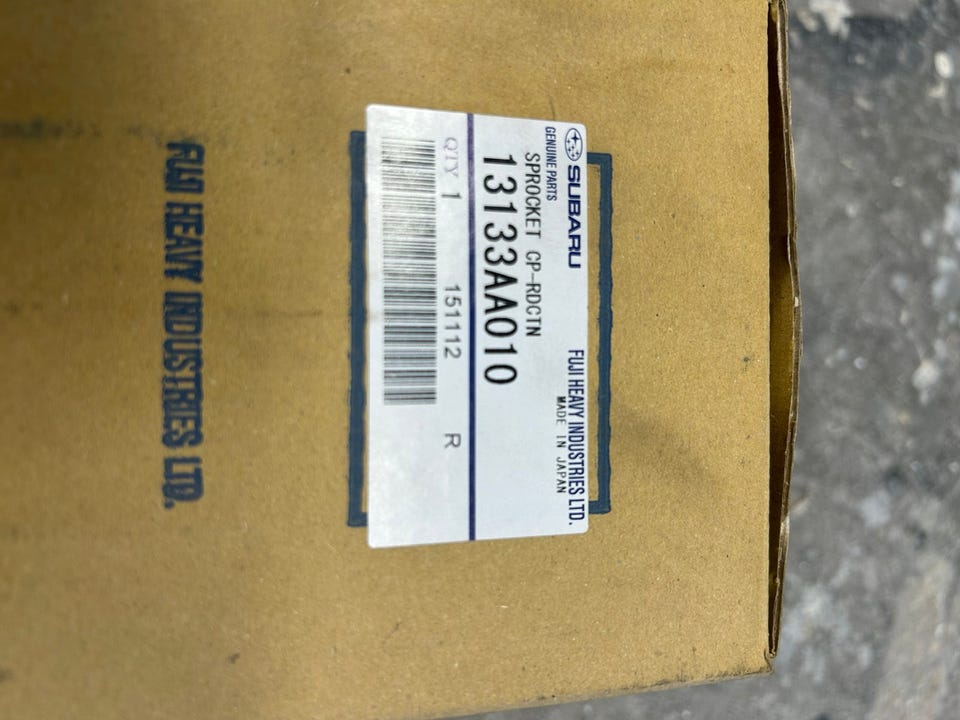 SUBARU
GENUINE PARTS
FUJI HEAVY INDUSTRIES LTD.
MADE IN JAPAN
SPROCKET CP-RDCTN
13133AA010
QTY 1 151112 R
FUJI HEAVY INDUSTRIES LTD.